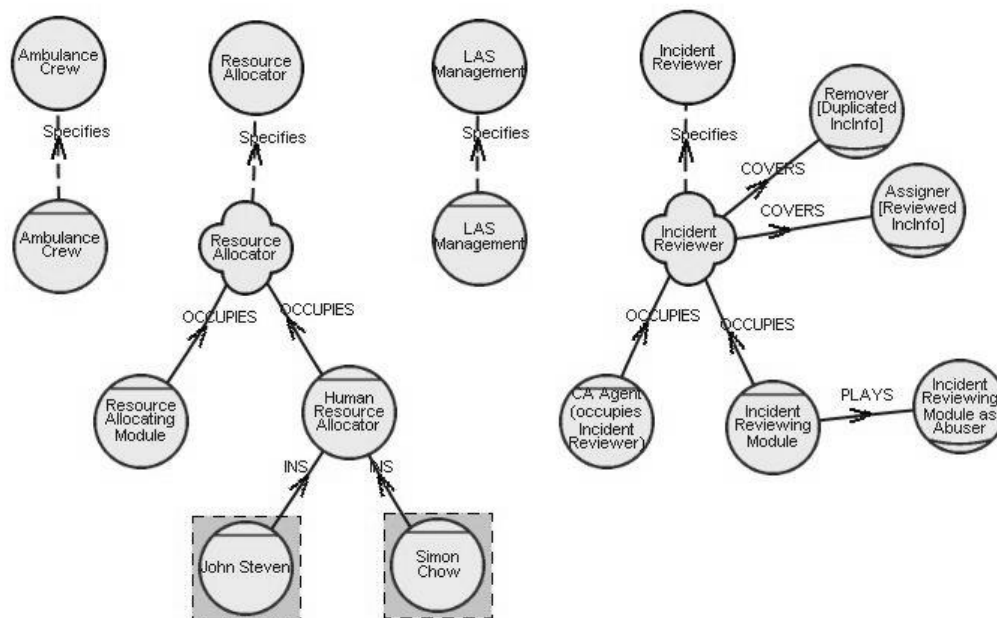 Ambulance
Crew
Resource
Allocator
LAS
Management
Incident
Reviewer
Remover
[Duplicated
IncInfo]
Specifies
Specifies
Specifies
Specifies
COVERS
Assigner
[Reviewed
IncInfo]
COVERS
Ambulance
Crew
Resource
Allocator
LAS
Management
Incident
Reviewer
OCCUPIES
OCCUPIES
OCCUPIES
OCCUPIES
Resource
Allocating
Module
Human
Resource
Allocator
CA Agent
(occupies
Incident
Reviewer)
Incident
Reviewing
Module
PLAYS
Incident
Reviewing
Module as
Abuser
INS
INS
John Steven
Simon
Chow